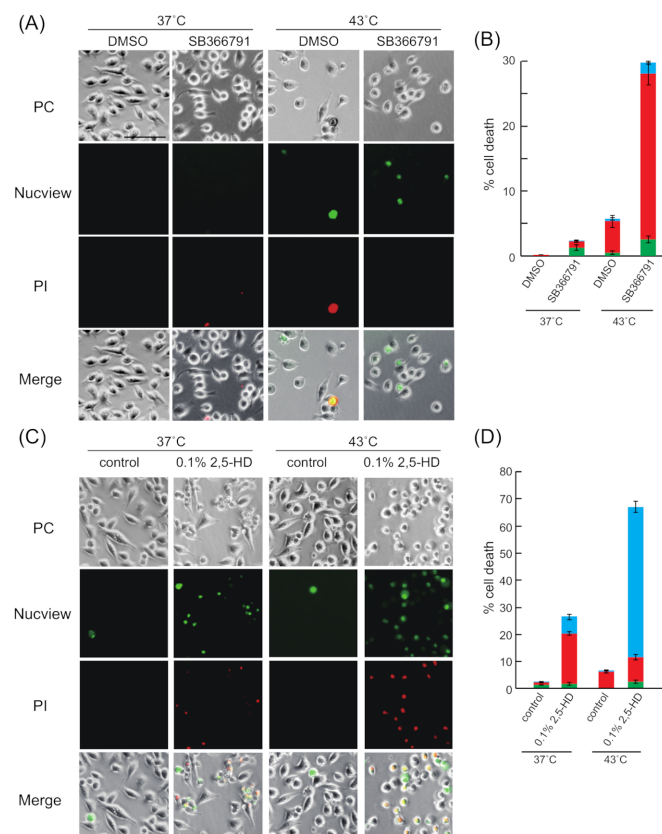 (A)
37°C
43°C
DMSO
SB366791
DMSO
SB366791
PC
Nucview
PI
Merge
(B)
% cell death
30
20
10
0
DMSO
SB366791
DMSO
SB366791
37°C
43°C
(C)
37°C
43°C
control
0.1% 2,5-HD
control
0.1% 2,5-HD
PC
Nucview
PI
Merge
(D)
% cell death
80
70
60
50
40
30
20
10
0
control
0.1% 2,5-HD
control
0.1% 2,5-HD
37°C
43°C